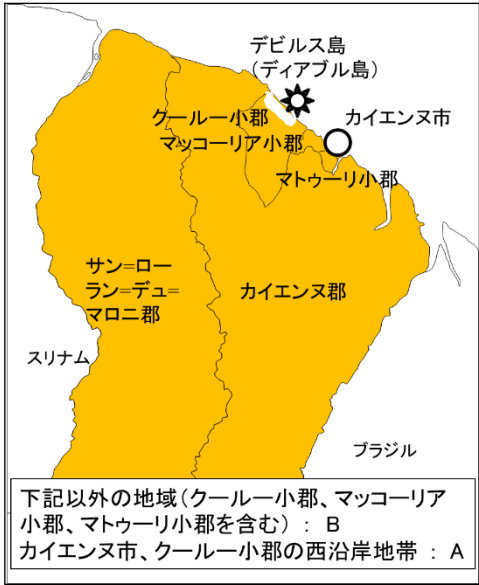 デビルス島
（ディアブル島）
クールー小郡
カイエンヌ市
マッコーリア小郡
マトゥーリ小郡
サン=ロー
ラン=デュ=
マロニ郡
カイエンヌ郡
スリナム
ブラジル
下記以外の地域（クールー小郡、マッコーリア
小郡、マトゥーリ小郡を含む） ： B
カイエンヌ市、クールー小郡の西沿岸地帯 ： A